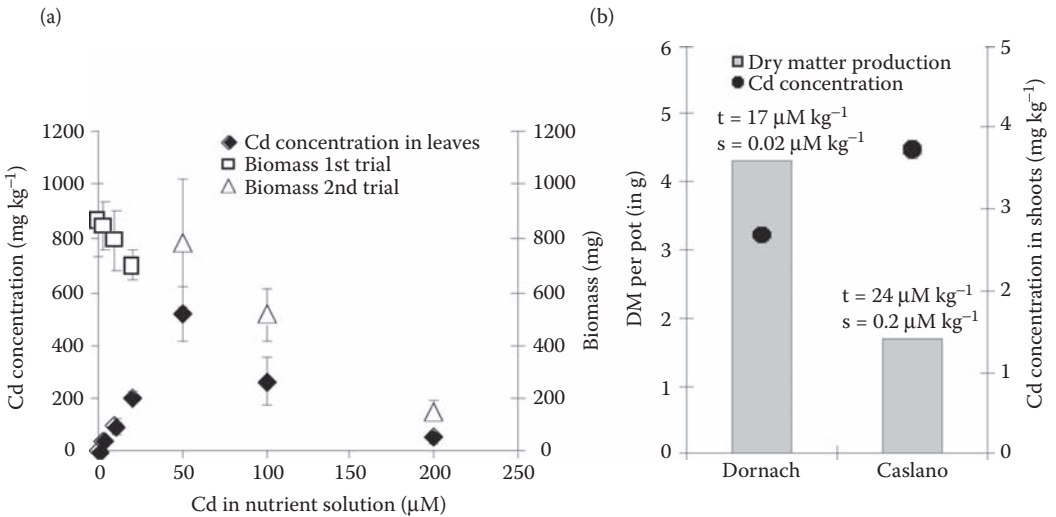 (a)
1200
1000
800
600
400
200
0
Cd concentration (mg kg⁻¹)
Cd concentration in leaves
Biomass 1st trial
Biomass 2nd trial
1200
1000
800
600
400
200
0
Biomass (mg)
0 50 100 150 200 250
Cd in nutrient solution (μM)
(b)
6
5
4
3
2
1
0
DM per pot (in g)
Dry matter production
Cd concentration
t = 17 μM kg⁻¹
s = 0.02 μM kg⁻¹
t = 24 μM kg⁻¹
s = 0.2 μM kg⁻¹
5
4
3
2
1
0
Cd concentration in shoots (mg kg⁻¹)
Dornach Caslano